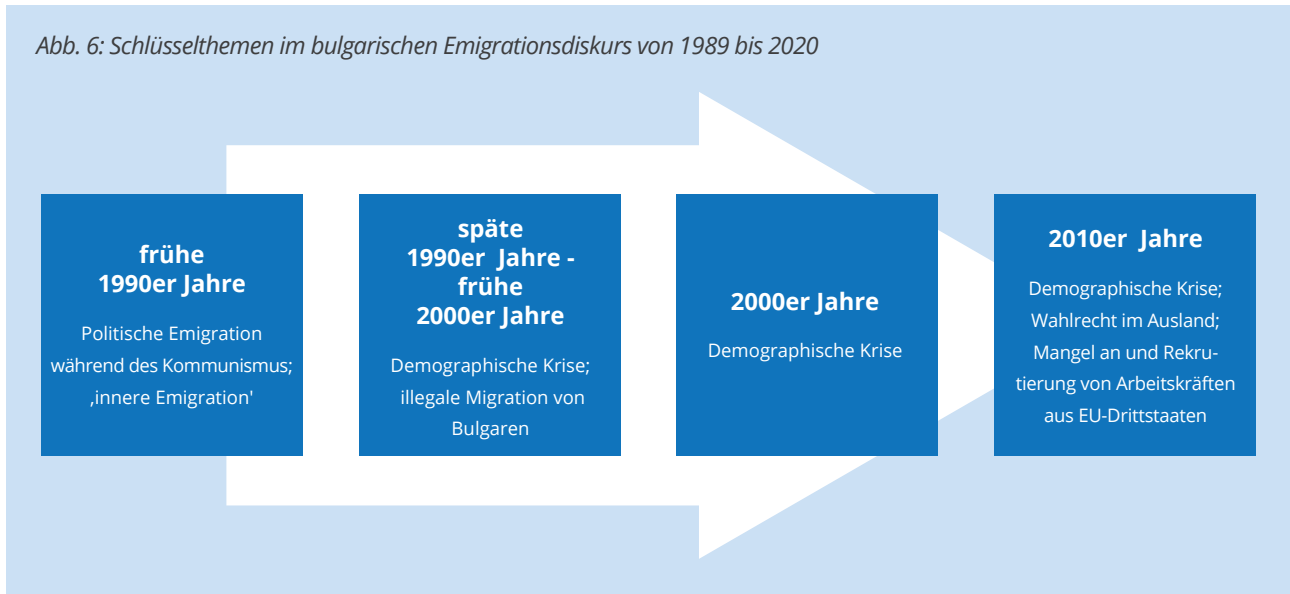 Abb. 6: Schlüsselthemen im bulgarischen Emigrationsdiskurs von 1989 bis 2020
frühe
1990er Jahre
Politische Emigration
während des Kommunismus;
‚innere Emigration'
späte
1990er Jahre -
frühe
2000er Jahre
Demographische Krise;
illegale Migration von
Bulgaren
2000er Jahre
Demographische Krise
2010er Jahre
Demographische Krise;
Wahlrecht im Ausland;
Mangel an und Rekru-
tierung von Arbeitskräften
aus EU-Drittstaaten